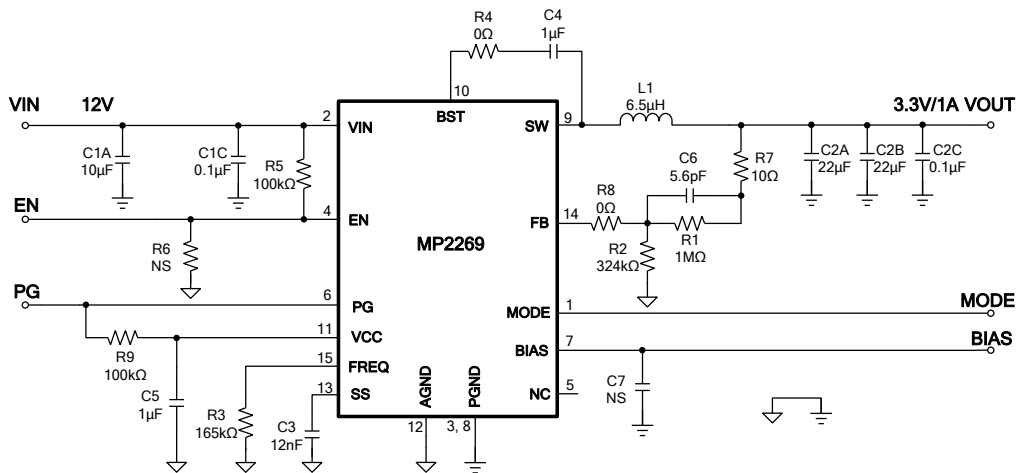 R4
0Ω
C4
1µF
10
BST
VIN
12V
2
VIN
C1A
10µF
C1C
0.1µF
R5
100kΩ
EN
4
EN
R6
NS
PG
6
PG
11
VCC
R9
100kΩ
C5
1µF
15
FREQ
R3
165kΩ
13
SS
C3
12nF
MP2269
AGND
12
PGND
3, 8
SW
9
L1
6.5µH
3.3V/1A VOUT
C6
5.6pF
R7
10Ω
C2A
22µF
C2B
22µF
C2C
0.1µF
FB
14
R8
0Ω
R2
324kΩ
R1
1MΩ
MODE
1
MODE
BIAS
7
BIAS
C7
NS
NC
5